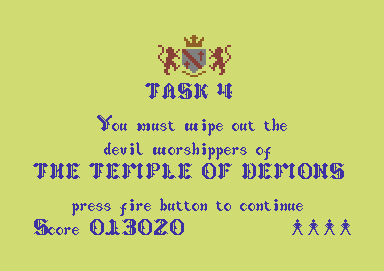 TASK 4
You must wipe out the
devil worshippers of
THE TEMPLE OF DEMONS
press fire button to continue
Score 013020